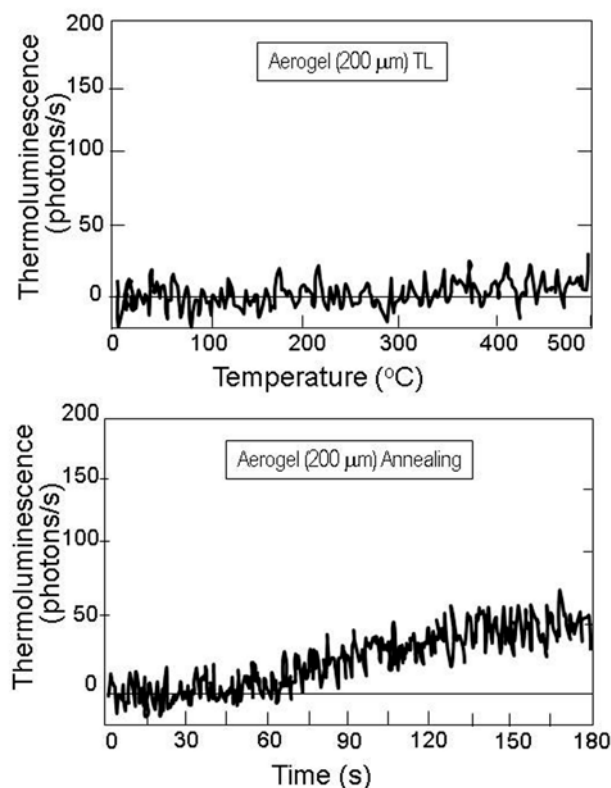 200
150
100
50
0
Thermoluminescence
(photons/s)
Aerogel (200 µm) TL
0 100 200 300 400 500
Temperature (°C)
200
150
100
50
0
Thermoluminescence
(photons/s)
Aerogel (200 µm) Annealing
0 30 60 90 120 150 180
Time (s)